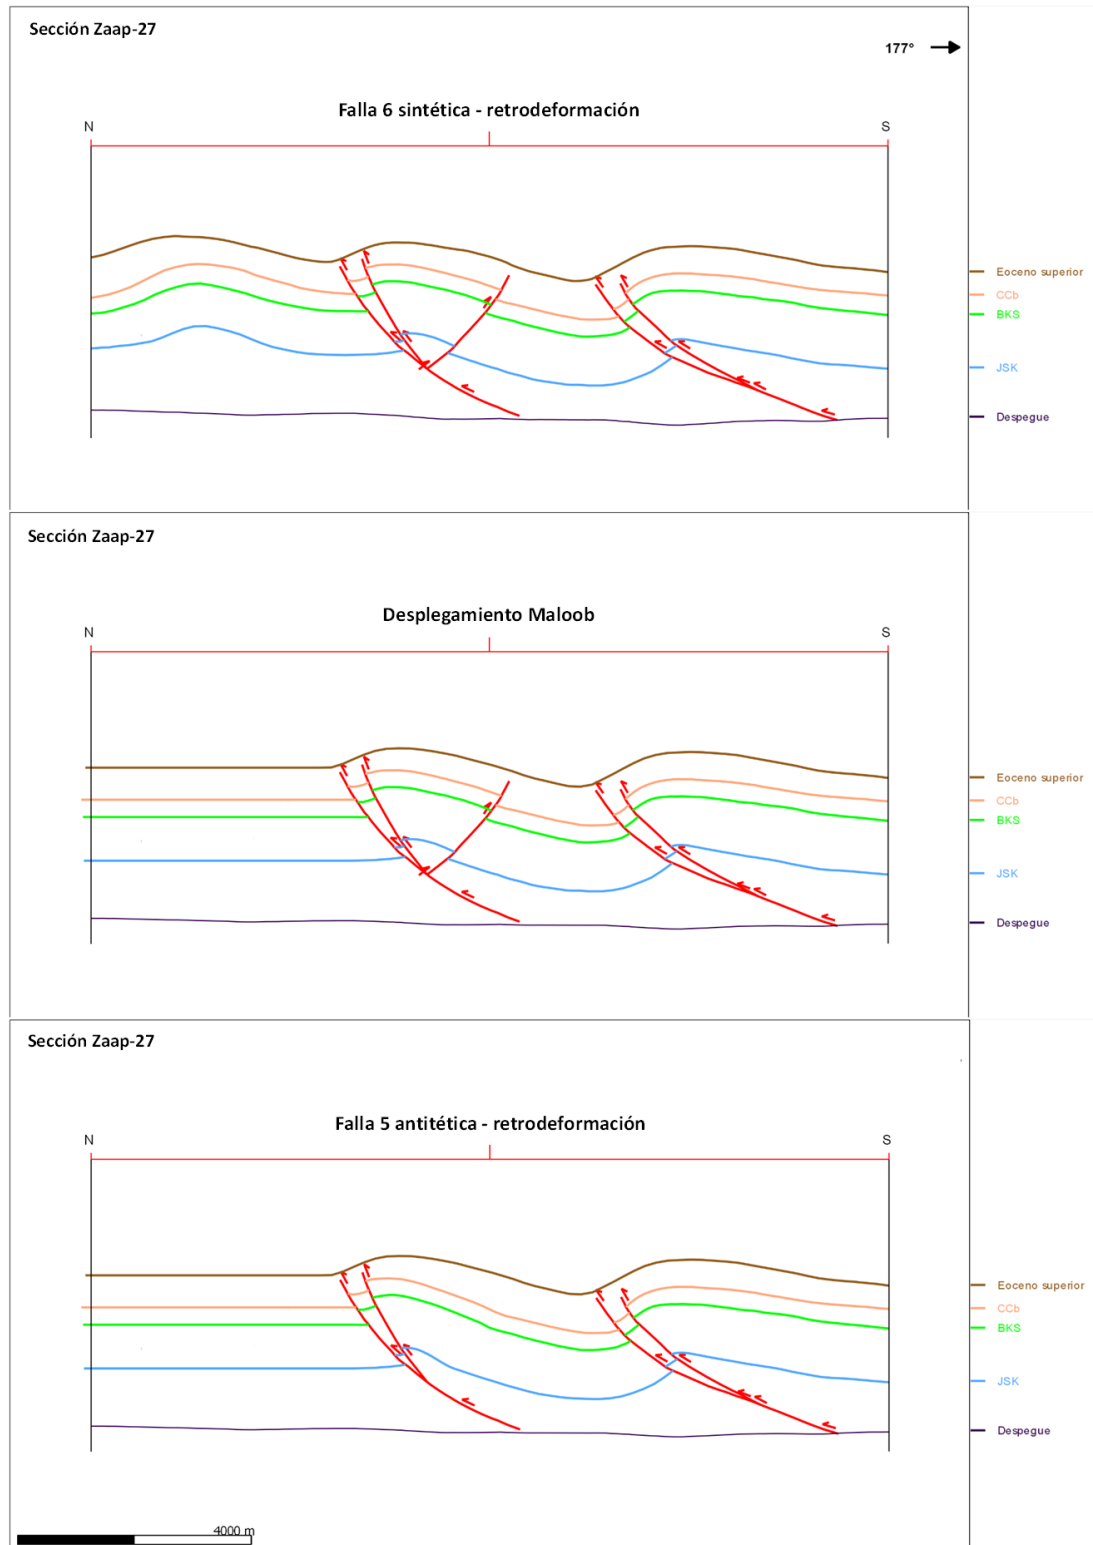 Sección Zaap-27
177°
Falla 6 sintética - retrodeformación
N
S
Eoceno superior
CCb
BKS
JSK
Despegue
Sección Zaap-27
Desplegamiento Maloob
N
S
Eoceno superior
CCb
BKS
JSK
Despegue
Sección Zaap-27
Falla 5 antitética - retrodeformación
N
S
Eoceno superior
CCb
BKS
JSK
Despegue
4000 m